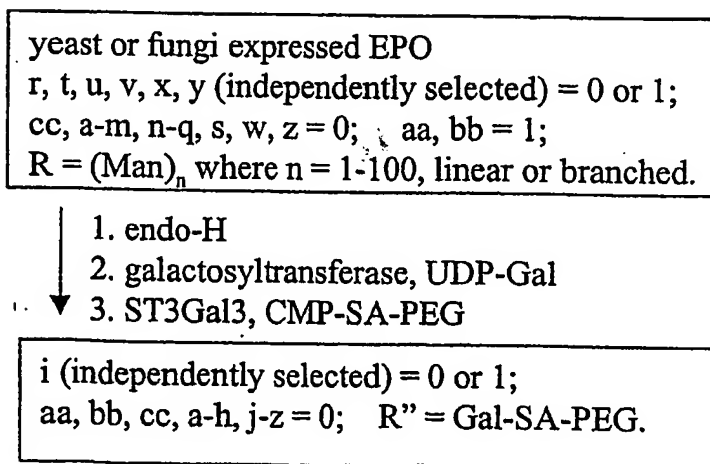 yeast or fungi expressed EPO
r, t, u, v, x, y (independently selected) = 0 or 1;
cc, a-m, n-q, s, w, z = 0; aa, bb = 1;
R = (Man)n where n = 1-100, linear or branched.
1. endo-H
2. galactosyltransferase, UDP-Gal
3. ST3Gal3, CMP-SA-PEG
i (independently selected) = 0 or 1;
aa, bb, cc, a-h, j-z = 0; R” = Gal-SA-PEG.